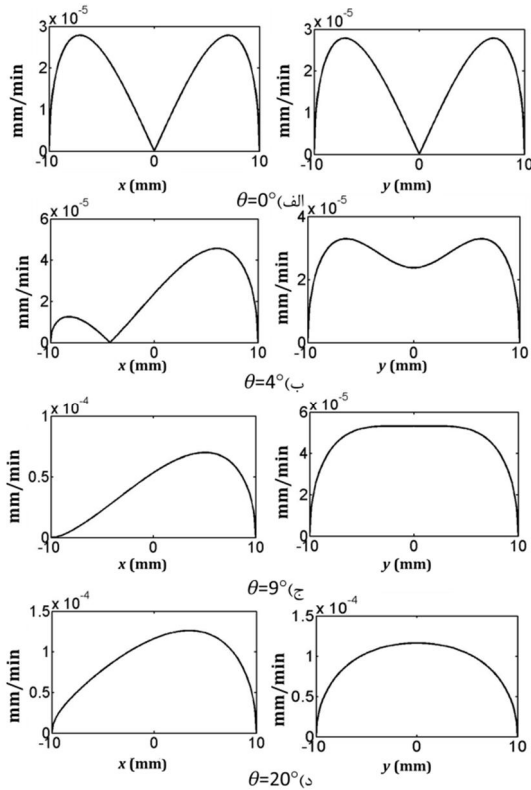 x 10⁻⁵ x 10⁻⁵
3 3
2 2
mm/min mm/min
1 1
0 0
-10 0 10 -10 0 10
x (mm) y (mm)
θ=0°(الف
x 10⁻⁵ x 10⁻⁵
6 4
4 3
mm/min mm/min
2
2 1
0 0
-10 0 10 -10 0 10
x (mm) y (mm)
θ=4°(ب
x 10⁻⁴ x 10⁻⁵
1 6
mm/min mm/min
4
0.5
2
0 0
-10 0 10 -10 0 10
x (mm) y (mm)
θ=9°(ج
x 10⁻⁴ x 10⁻⁴
1.5 1.5
1 1
mm/min mm/min
0.5 0.5
0 0
-10 0 10 -10 0 10
x (mm) y (mm)
θ=20°(د